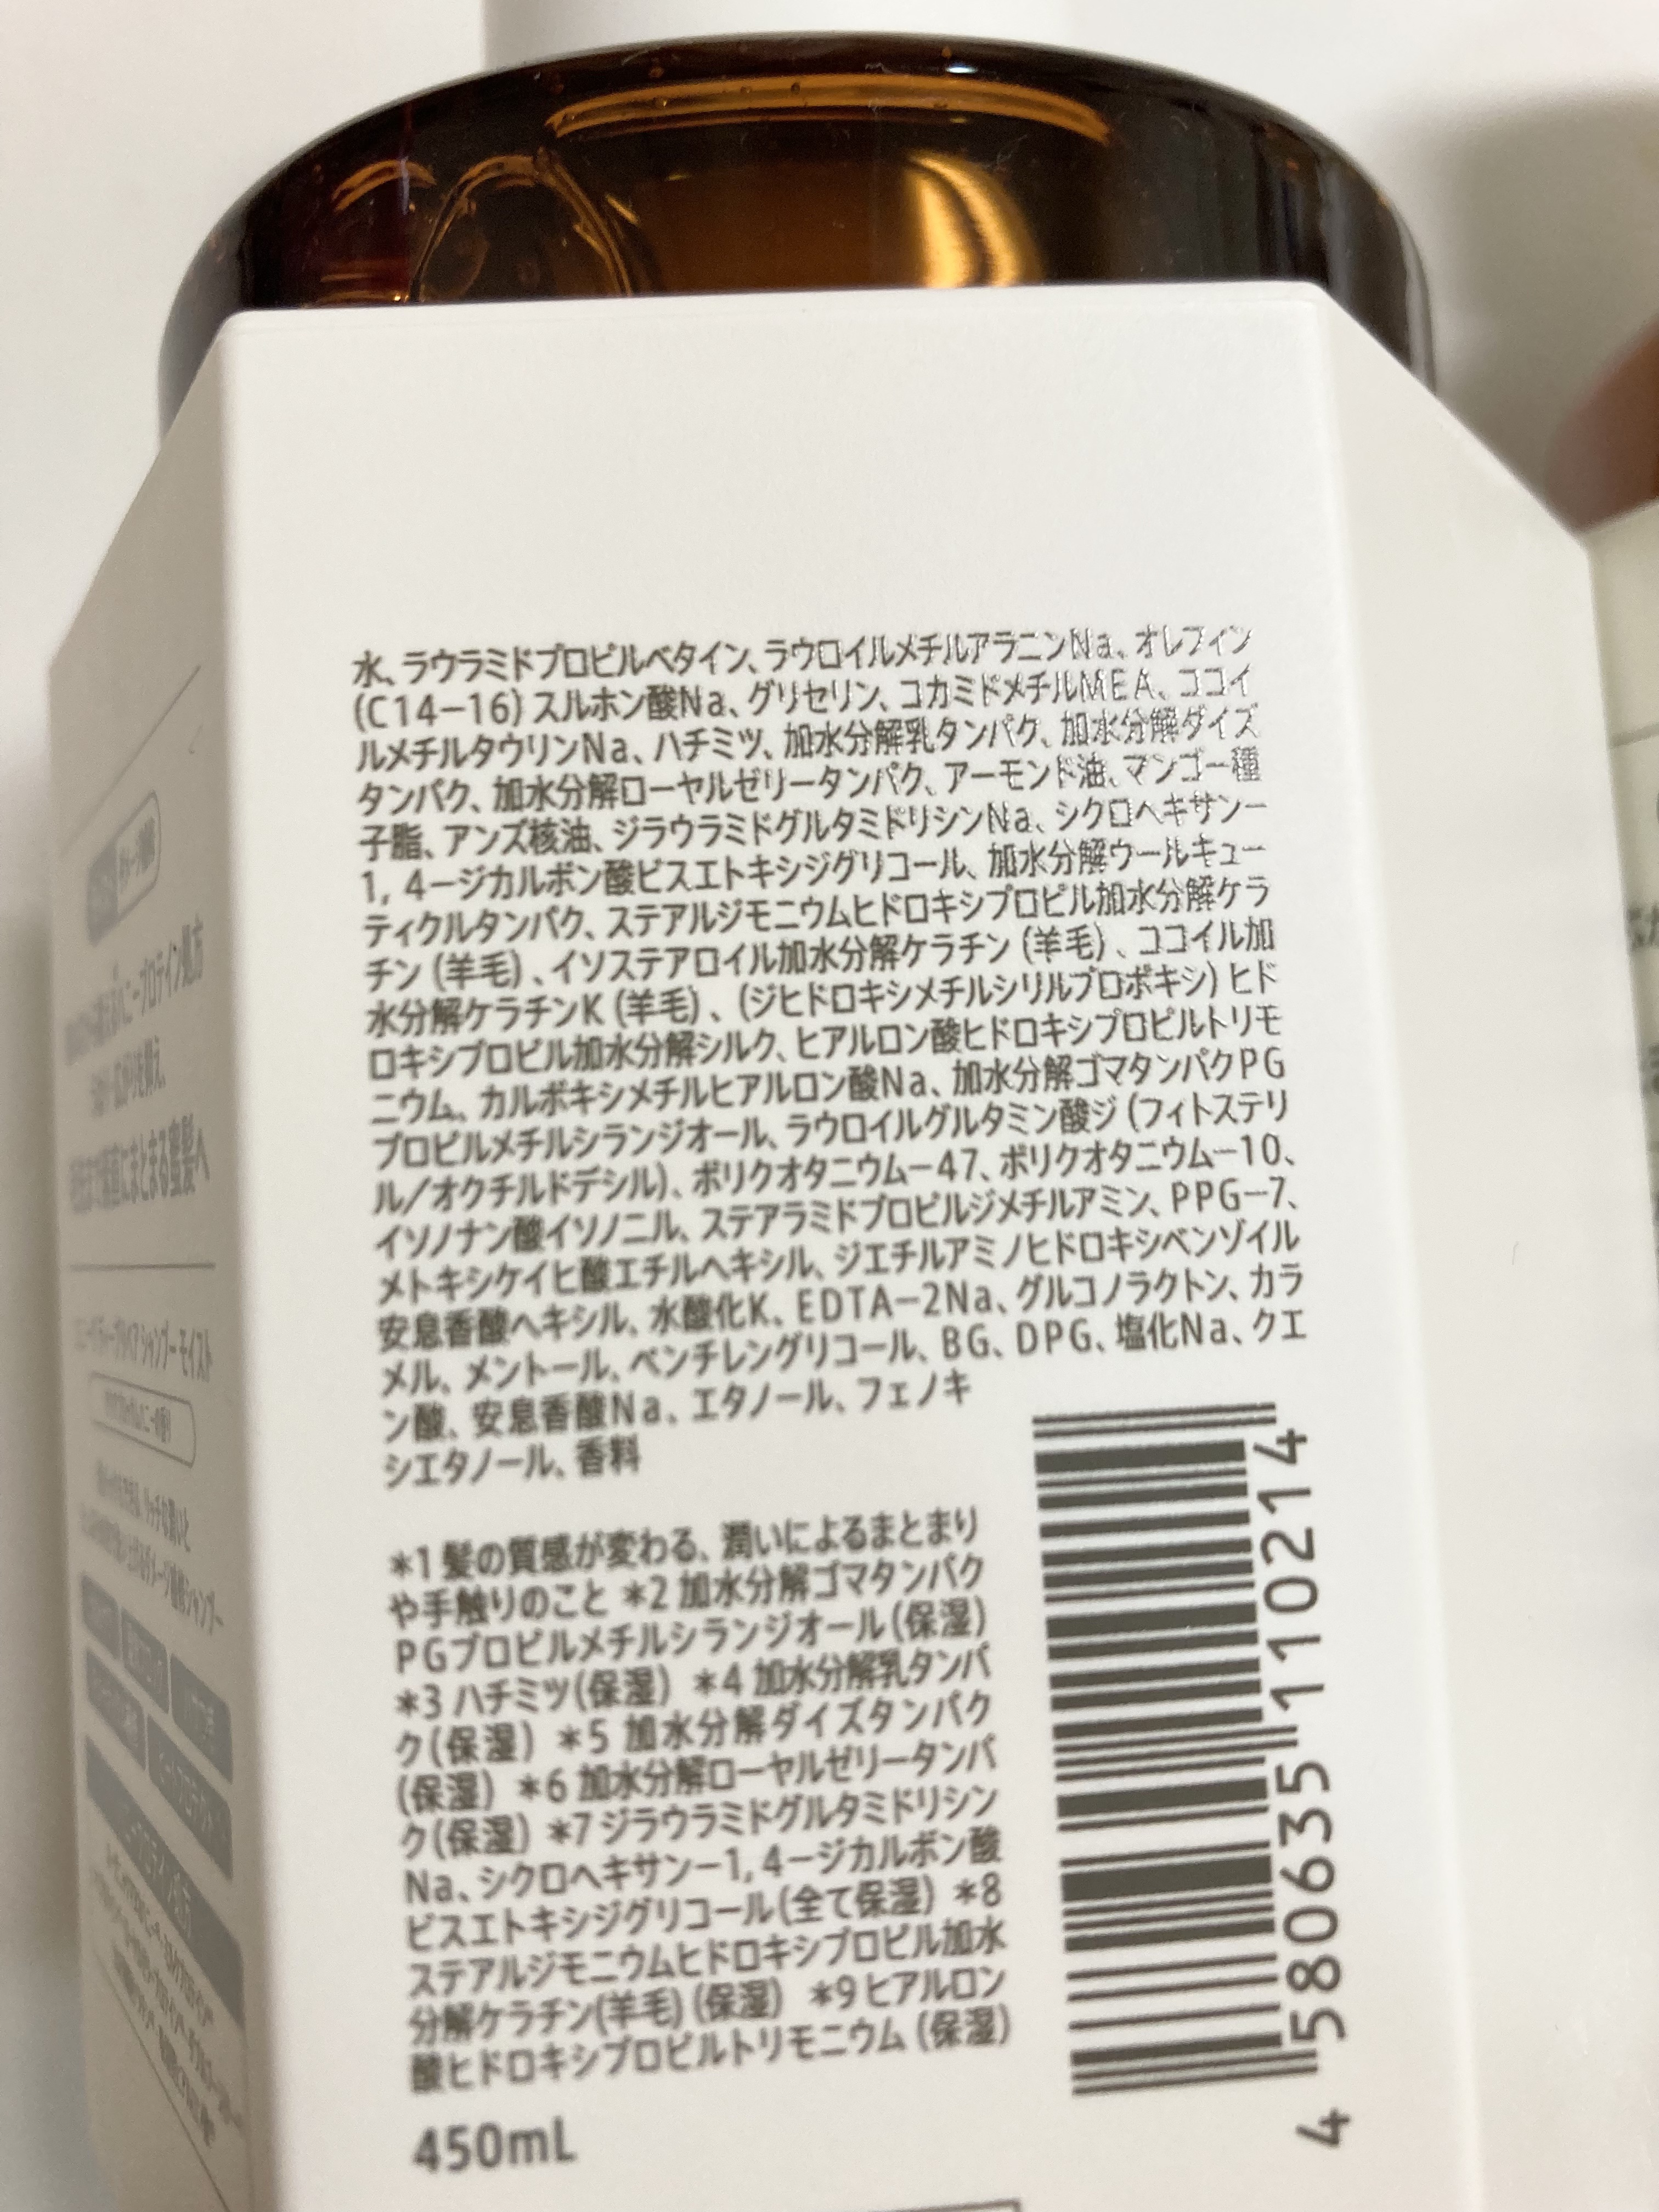 水、ラウラミドプロピルベタイン、ラウロイルメチルアラニンNa、オレフィン
(C14−16)スルホン酸Na、グリセリン、コカミドメチルMEA、ココイ
ルメチルタウリンNa、ハチミツ、加水分解乳タンパク、加水分解ダイズ
タンパク、加水分解ローヤルゼリータンパク、アーモンド油、マンゴー種
子脂、アンズ核油、ジラウラミドグルタミドリシンNa、シクロヘキサン−
1, 4−ジカルボン酸ビスエトキシジグリコール、加水分解ウールキュー
ティクルタンパク、ステアルジモニウムヒドロキシプロピル加水分解ケラ
チン(羊毛)、イソステアロイル加水分解ケラチン(羊毛)、ココイル加
水分解ケラチンK(羊毛)、(ジヒドロキシメチルシリルプロポキシ)ヒド
ロキシプロピル加水分解シルク、ヒアルロン酸ヒドロキシプロピルトリモ
ニウム、カルボキシメチルヒアルロン酸Na、加水分解ゴマタンパクPG
プロピルメチルシランジオール、ラウロイルグルタミン酸ジ(フィトステリ
ル/オクチルドデシル)、ポリクオタニウム−47、ポリクオタニウム−10、
イソノナン酸イソノニル、ステアラミドプロピルジメチルアミン、PPG−7、
メトキシケイヒ酸エチルヘキシル、ジエチルアミノヒドロキシベンゾイル
安息香酸ヘキシル、水酸化K、EDTA−2Na、グルコノラクトン、カラ
メル、メントール、ペンチレングリコール、BG、DPG、塩化Na、クエ
ン酸、安息香酸Na、エタノール、フェノキ
シエタノール、香料
*1 髪の質感が変わる、潤いによるまとまり
や手触りのこと *2 加水分解ゴマタンパク
PGプロピルメチルシランジオール(保湿)
*3 ハチミツ(保湿) *4 加水分解乳タンパ
ク(保湿) *5 加水分解ダイズタンパク
(保湿) *6 加水分解ローヤルゼリータンパ
ク(保湿) *7 ジラウラミドグルタミドリシン
Na、シクロヘキサン−1, 4−ジカルボン酸
ビスエトキシジグリコール(全て保湿) *8
ステアルジモニウムヒドロキシプロピル加水
分解ケラチン(羊毛)(保湿) *9 ヒアルロン
酸ヒドロキシプロピルトリモニウム(保湿)
450mL
4 580635 110214